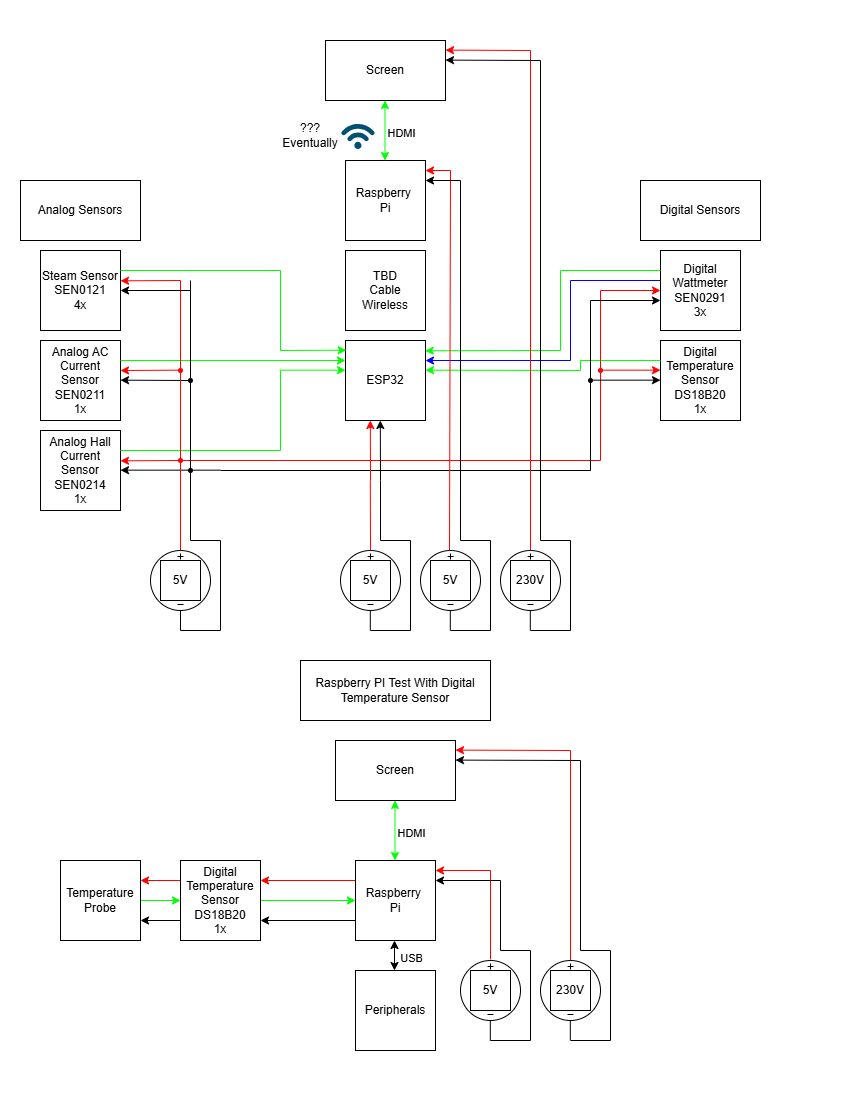 Screen
???
Eventually
HDMI
Raspberry
Pi
Analog Sensors
Digital Sensors
Steam Sensor
SEN0121
4x
TBD
Cable
Wireless
Digital
Wattmeter
SEN0291
3x
Analog AC
Current
Sensor
SEN0211
1x
ESP32
Digital
Temperature
Sensor
DS18B20
1x
Analog Hall
Current
Sensor
SEN0214
1x
+
5V
−
+
5V
−
+
5V
−
+
230V
−
Raspberry PI Test With Digital
Temperature Sensor
Screen
HDMI
Temperature
Probe
Digital
Temperature
Sensor
DS18B20
1x
Raspberry
Pi
USB
Peripherals
+
5V
−
+
230V
−